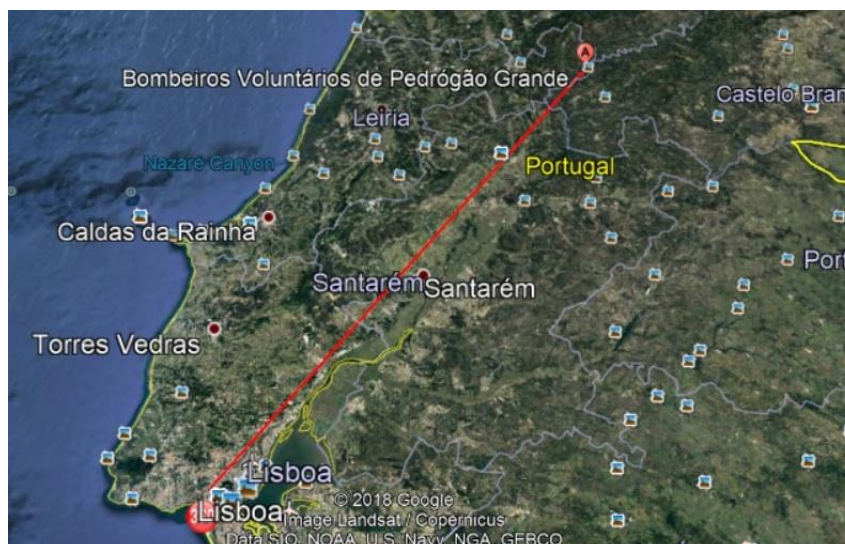 A
Bombeiros Voluntários de Pedrógão Grande
Castelo Bran
Leiria
Nazaré Canyon
Portugal
Caldas da Rainha
Port
Santarém
Santarém
Torres Vedras
Lisboa
Lisboa
© 2018 Google
Image Landsat / Copernicus
Data SIO, NOAA, U.S. Navy, NGA, GEBCO